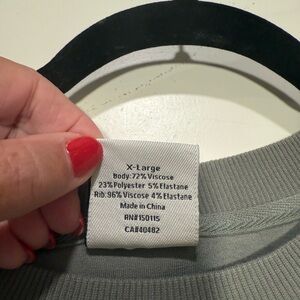 X-Large
Body: 72% Viscose
23% Polyester 5% Elastane
Rib: 96% Viscose 4% Elastane
Made in China
RN#150115
CA#40482